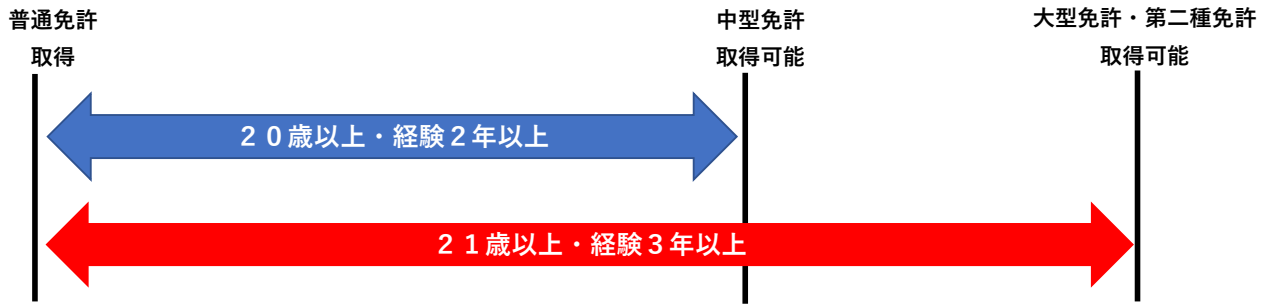 普通免許
取得
中型免許
取得可能
大型免許・第二種免許
取得可能
２０歳以上・経験２年以上
２１歳以上・経験３年以上